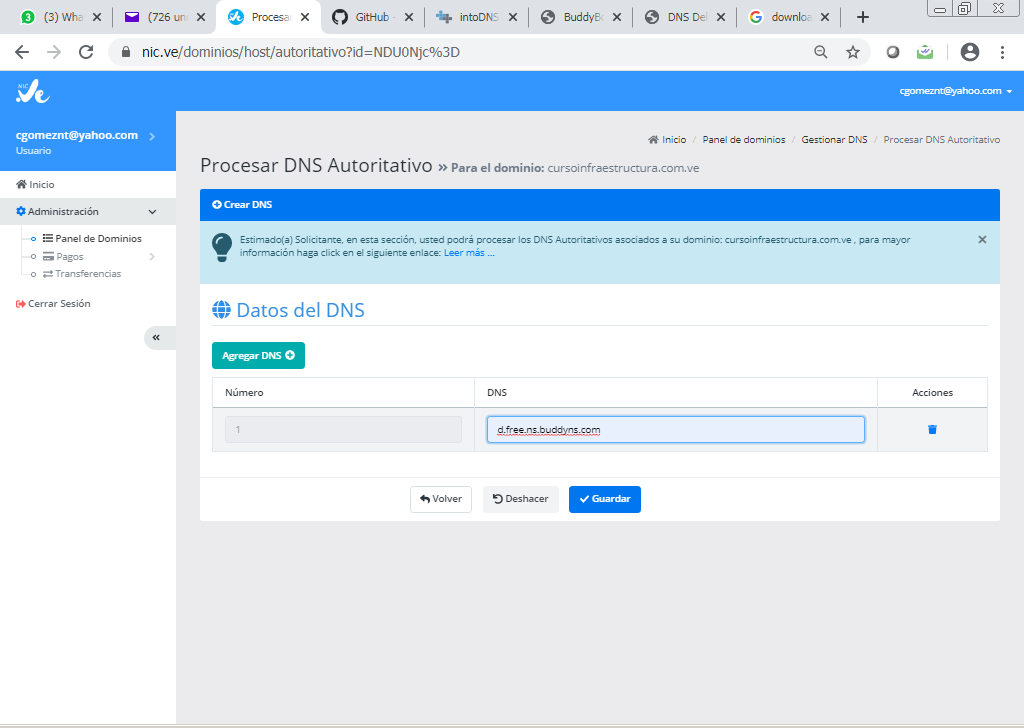 (3) Wha
(726 un
Procesa
GitHub
intoDNS
BuddyBo
DNS Del
downloa
nic.ve/dominios/host/autoritativo?id=NDU0Njc%3D
NIC
cgomeznt@yahoo.com
cgomeznt@yahoo.com
Usuario
Inicio
Administración
Panel de Dominios
Pagos
Transferencias
Cerrar Sesión
«
Inicio / Panel de dominios / Gestionar DNS / Procesar DNS Autoritativo
Procesar DNS Autoritativo » Para el dominio: cursoinfraestructura.com.ve
Crear DNS
Estimado(a) Solicitante, en esta sección, usted podrá procesar los DNS Autoritativos asociados a su dominio: cursoinfraestructura.com.ve , para mayor
información haga click en el siguiente enlace: Leer más ...
Datos del DNS
Agregar DNS
Número DNS Acciones
1 d.free.ns.buddyns.com
Volver Deshacer Guardar